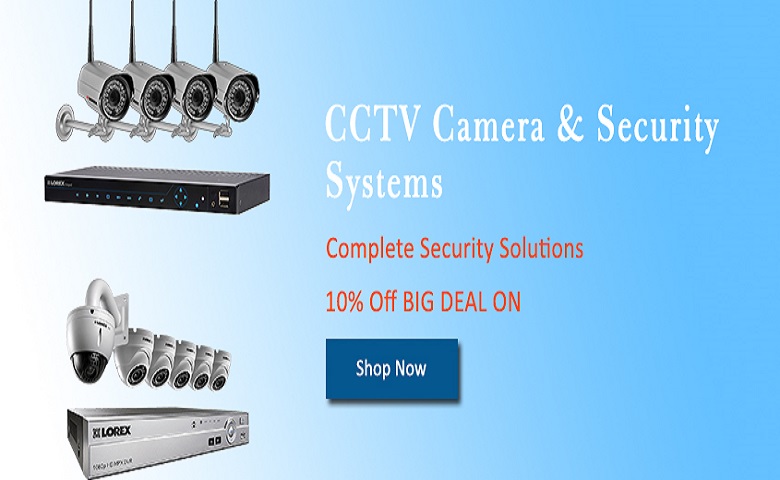 CCTV Camera & Security
Systems
Complete Security Solutions
10% Off BIG DEAL ON
Shop Now
LOREX
LOREX